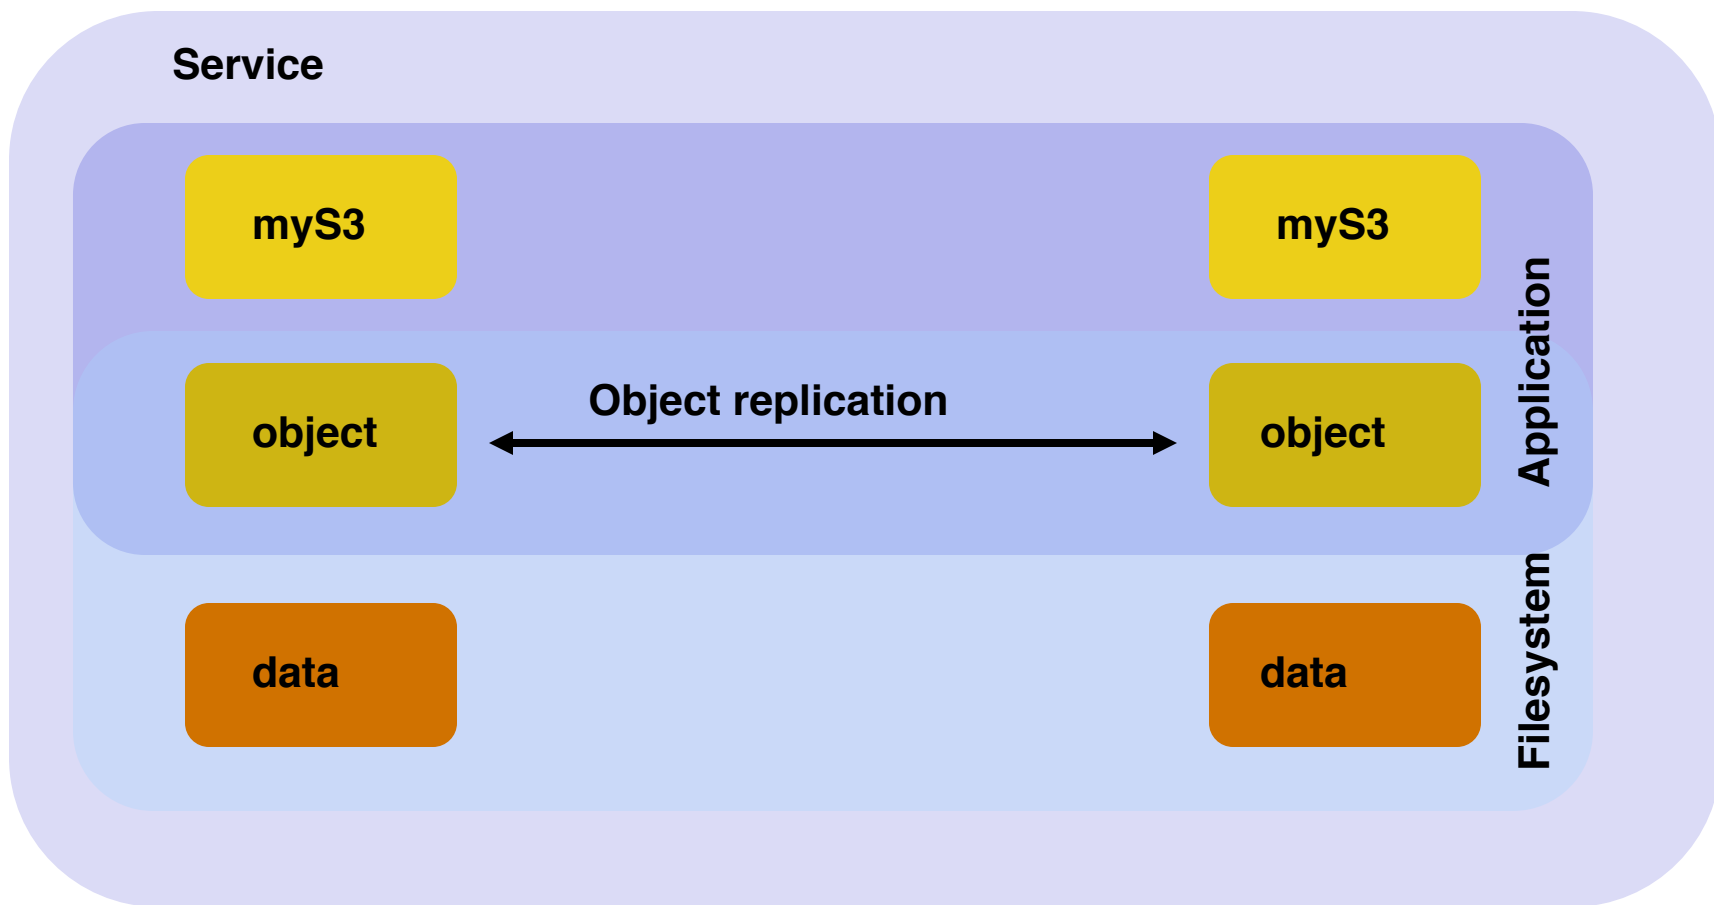 Service
myS3
myS3
Application
object
Object replication
object
data
data
Filesystem